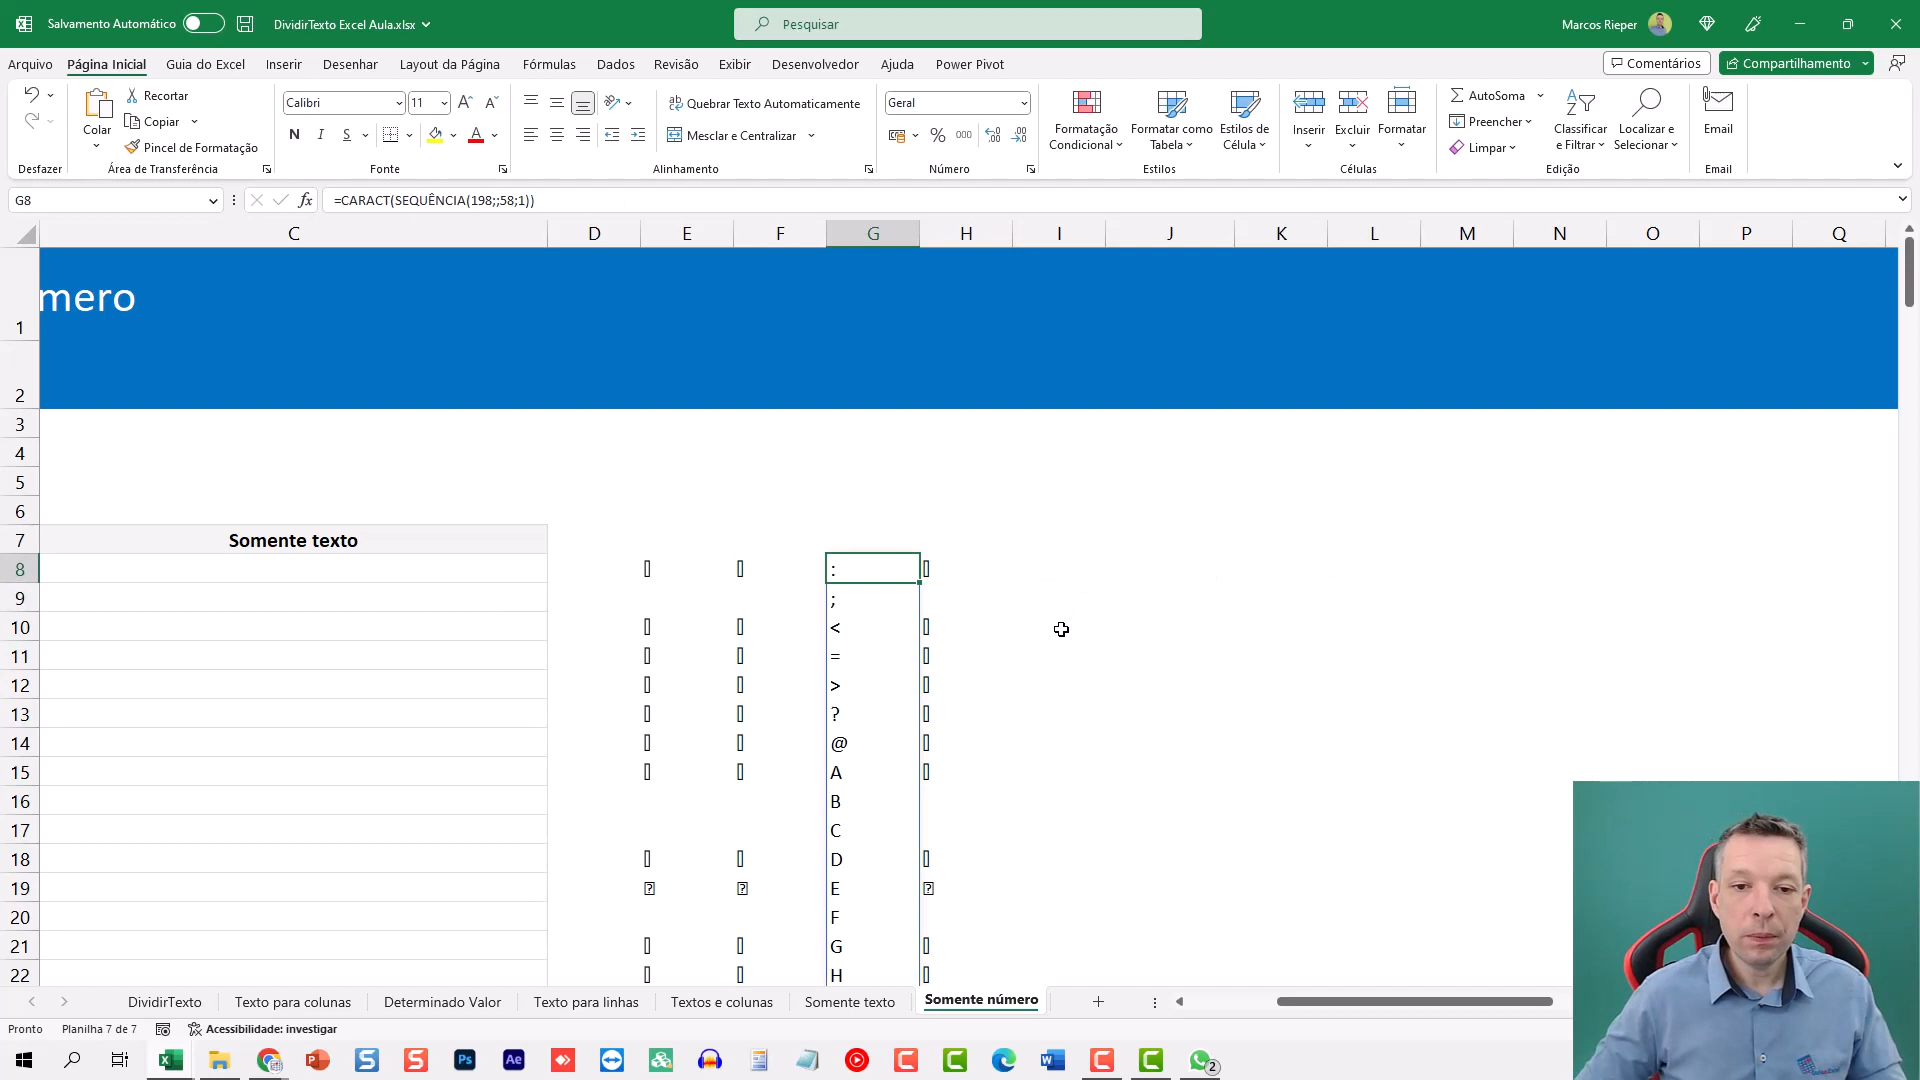 Salvamento Automático
DividirTexto Excel Aula.xlsx
Pesquisar
Marcos Rieper
Arquivo
Página Inicial
Guia do Excel
Inserir
Desenhar
Layout da Página
Fórmulas
Dados
Revisão
Exibir
Desenvolvedor
Ajuda
Power Pivot
Comentários
Compartilhamento
Colar
Recortar
Copiar
Pincel de Formatação
Calibri
11
N I S
Quebrar Texto Automaticamente
Mesclar e Centralizar
Geral
% 000
Formatação
Condicional
Formatar como
Tabela
Estilos de
Célula
Inserir
Excluir
Formatar
AutoSoma
Preencher
Limpar
Classificar
e Filtrar
Localizar e
Selecionar
Email
Desfazer
Área de Transferência
Fonte
Alinhamento
Número
Estilos
Células
Edição
Email
G8
fx
=CARACT(SEQUÊNCIA(198;;58;1))
C D E F G H I J K L M N O P Q
mero
1
2
3
4
5
6
7 Somente texto
8 :
9 ;
10 <
11 =
12 >
13 ?
14 @
15 A
16 B
17 C
18 D
19 E
20 F
21 G
22 H
DividirTexto
Texto para colunas
Determinado Valor
Texto para linhas
Textos e colunas
Somente texto
Somente número
Pronto
Planilha 7 de 7
Acessibilidade: investigar
Ps
Ae
2